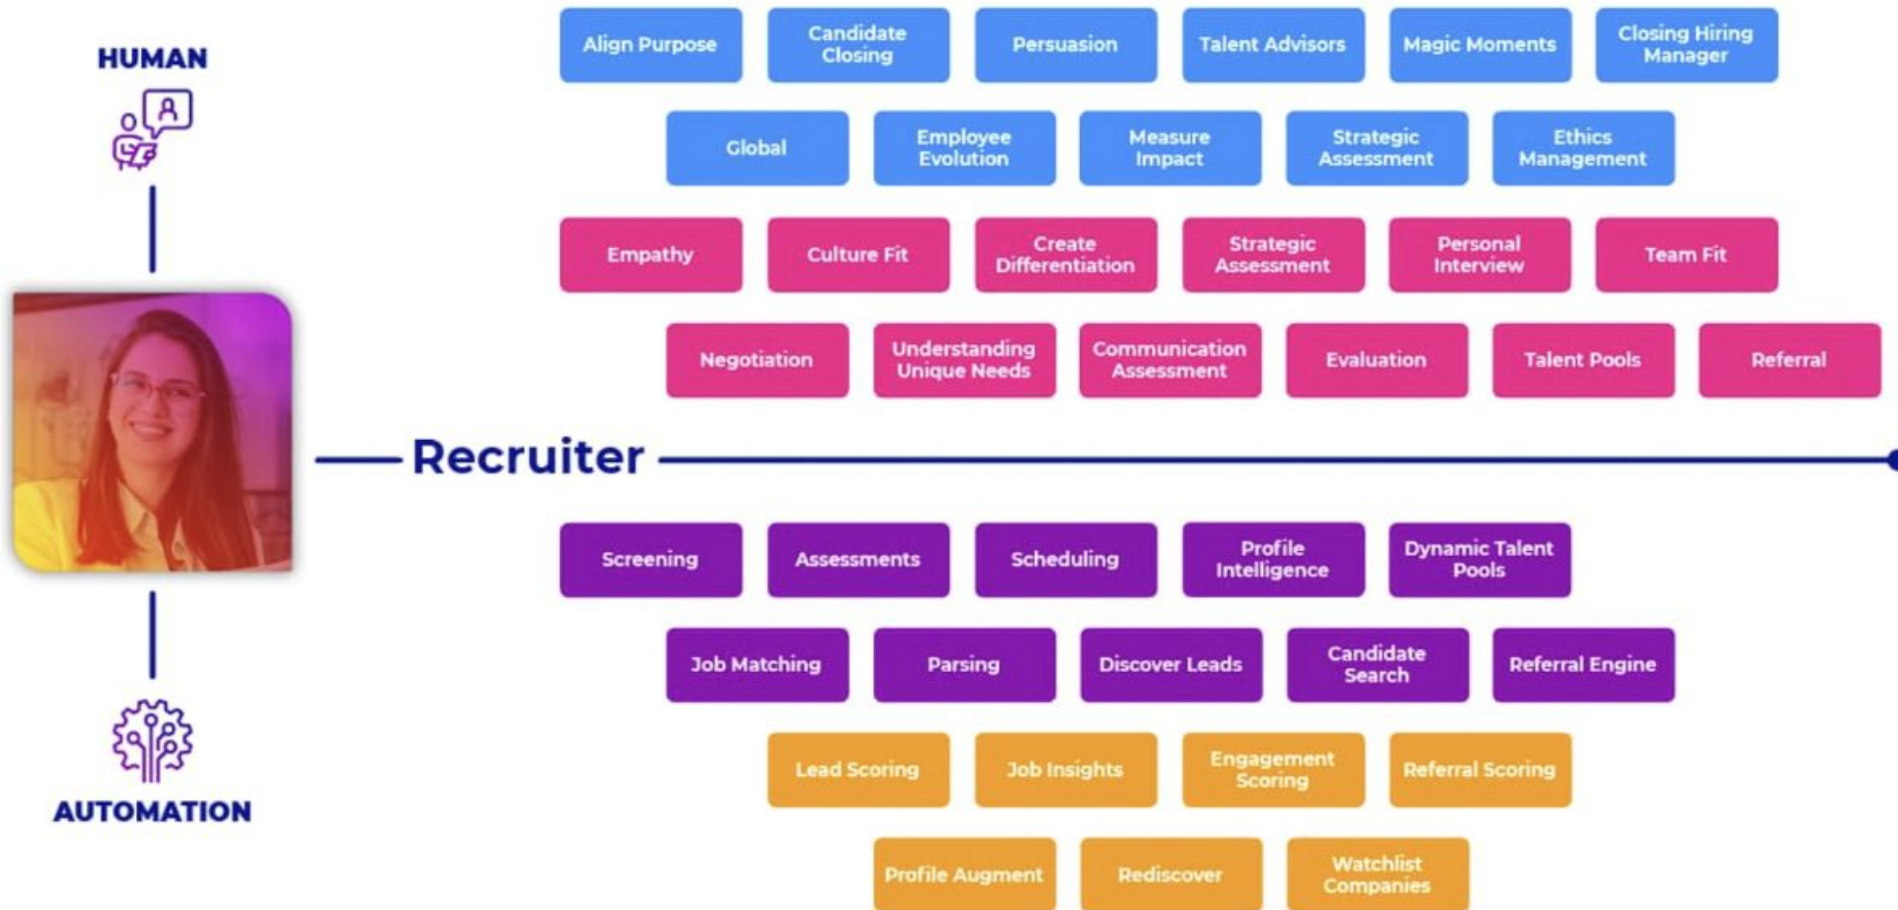 HUMAN
Align Purpose
Candidate
Closing
Persuasion
Talent Advisors
Magic Moments
Closing Hiring
Manager
Global
Employee
Evolution
Measure
Impact
Strategic
Assessment
Ethics
Management
Empathy
Culture Fit
Create
Differentiation
Strategic
Assessment
Personal
Interview
Team Fit
Negotiation
Understanding
Unique Needs
Communication
Assessment
Evaluation
Talent Pools
Referral
Recruiter
Screening
Assessments
Scheduling
Profile
Intelligence
Dynamic Talent
Pools
Job Matching
Parsing
Discover Leads
Candidate
Search
Referral Engine
Lead Scoring
Job Insights
Engagement
Scoring
Referral Scoring
AUTOMATION
Profile Augment
Rediscover
Watchlist
Companies